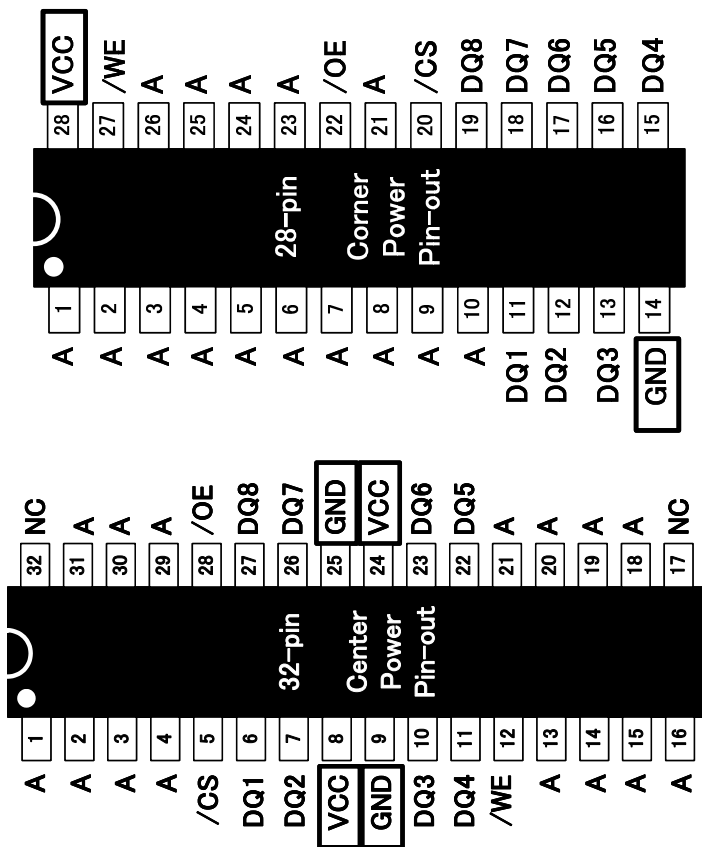 VCC /WE A A A A /OE A /CS DQ8 DQ7 DQ6 DQ5 DQ4
28 27 26 25 24 23 22 21 20 19 18 17 16 15
28-pin
Corner
Power
Pin-out
1 2 3 4 5 6 7 8 9 10 11 12 13 14
A A A A A A A A A A DQ1 DQ2 DQ3 GND
NC A A A /OE DQ8 DQ7 GND VCC DQ6 DQ5 A A A A NC
32 31 30 29 28 27 26 25 24 23 22 21 20 19 18 17
32-pin
Center
Power
Pin-out
1 2 3 4 5 6 7 8 9 10 11 12 13 14 15 16
A A A A /CS DQ1 DQ2 VCC GND DQ3 DQ4 /WE A A A A